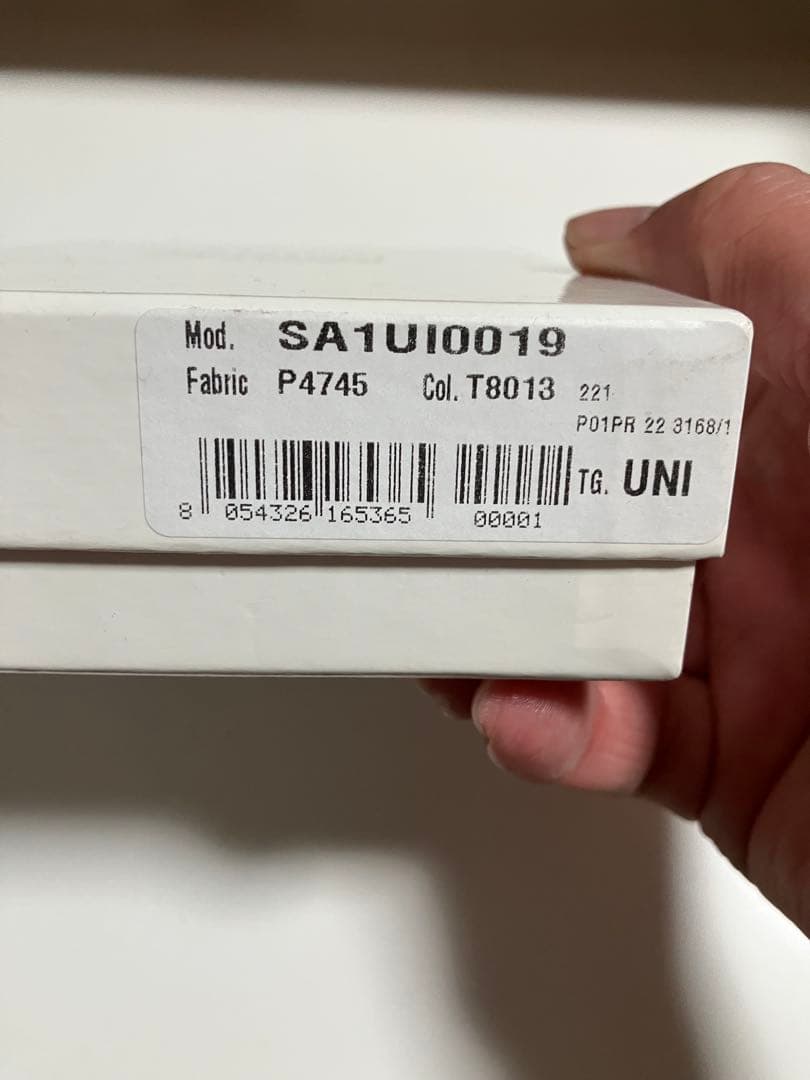 Mod. SA1UI0019
Fabric P4745 Col. T8013 221
P01PR 22 3168/1
TG. UNI
8 054326 165365 00001